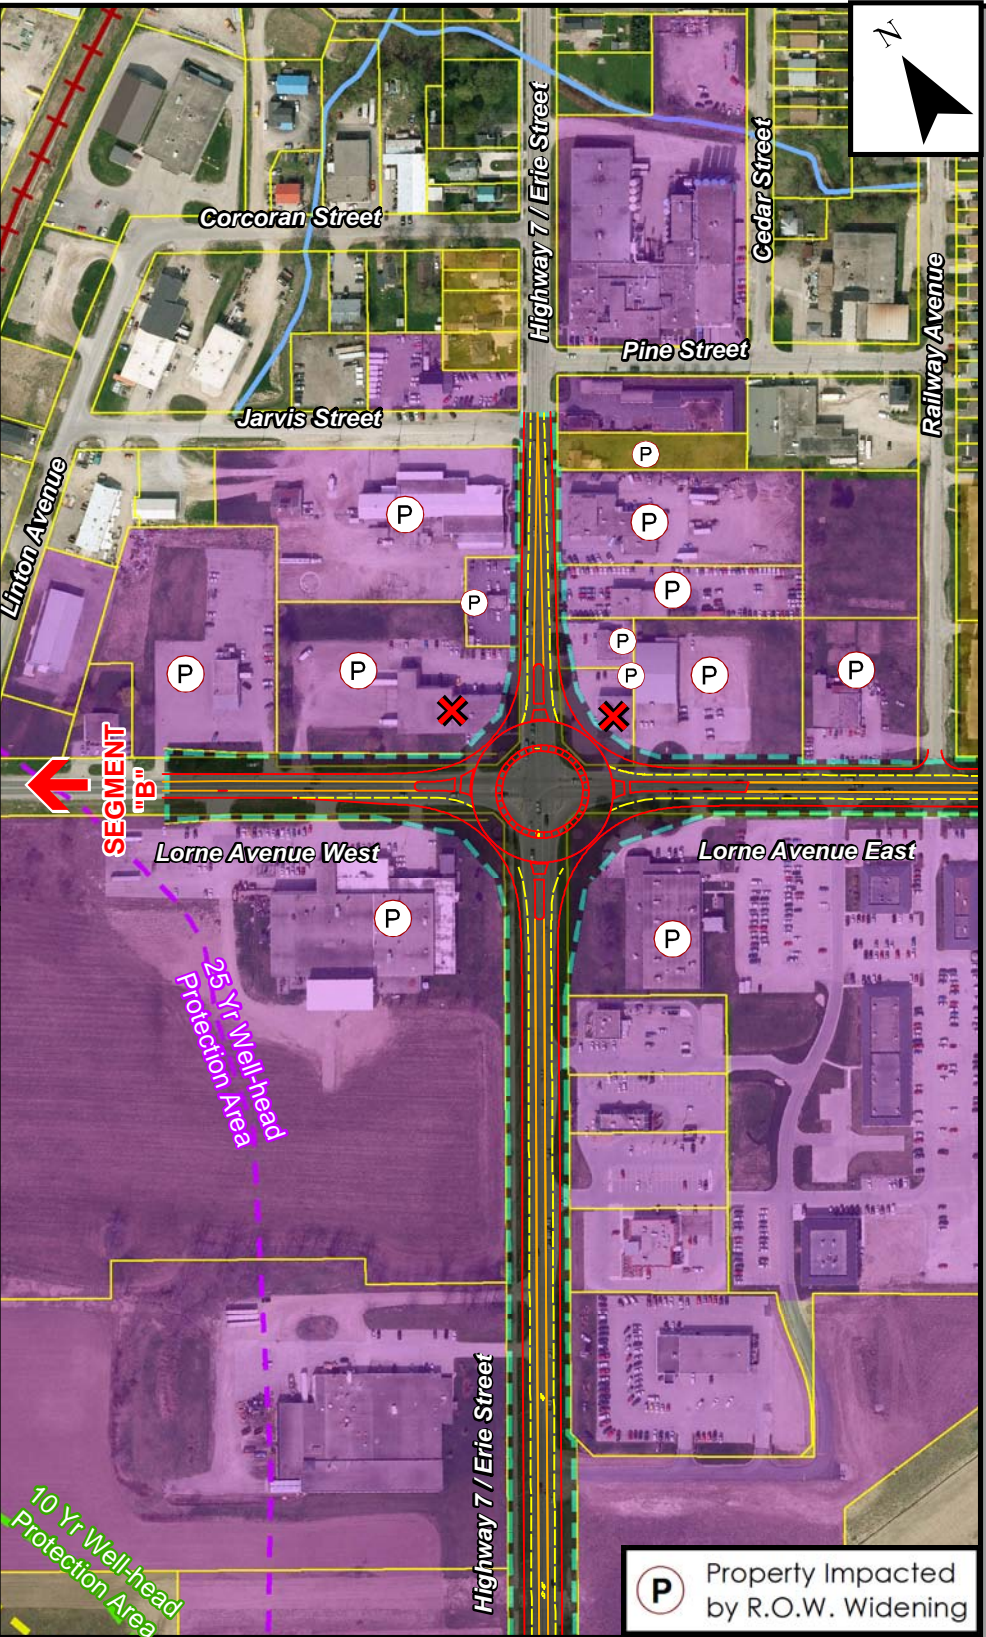 N
Highway 7 / Erie Street
Cedar Street
Corcoran Street
Railway Avenue
Pine Street
Jarvis Street
Linton Avenue
P
P
P
P
P
P
P
P
P
P
P
SEGMENT
"B"
Lorne Avenue West
Lorne Avenue East
P
P
25 Yr Well-head
Protection Area
Highway 7 / Erie Street
10 Yr Well-head
Protection Area
P Property Impacted
by R.O.W. Widening